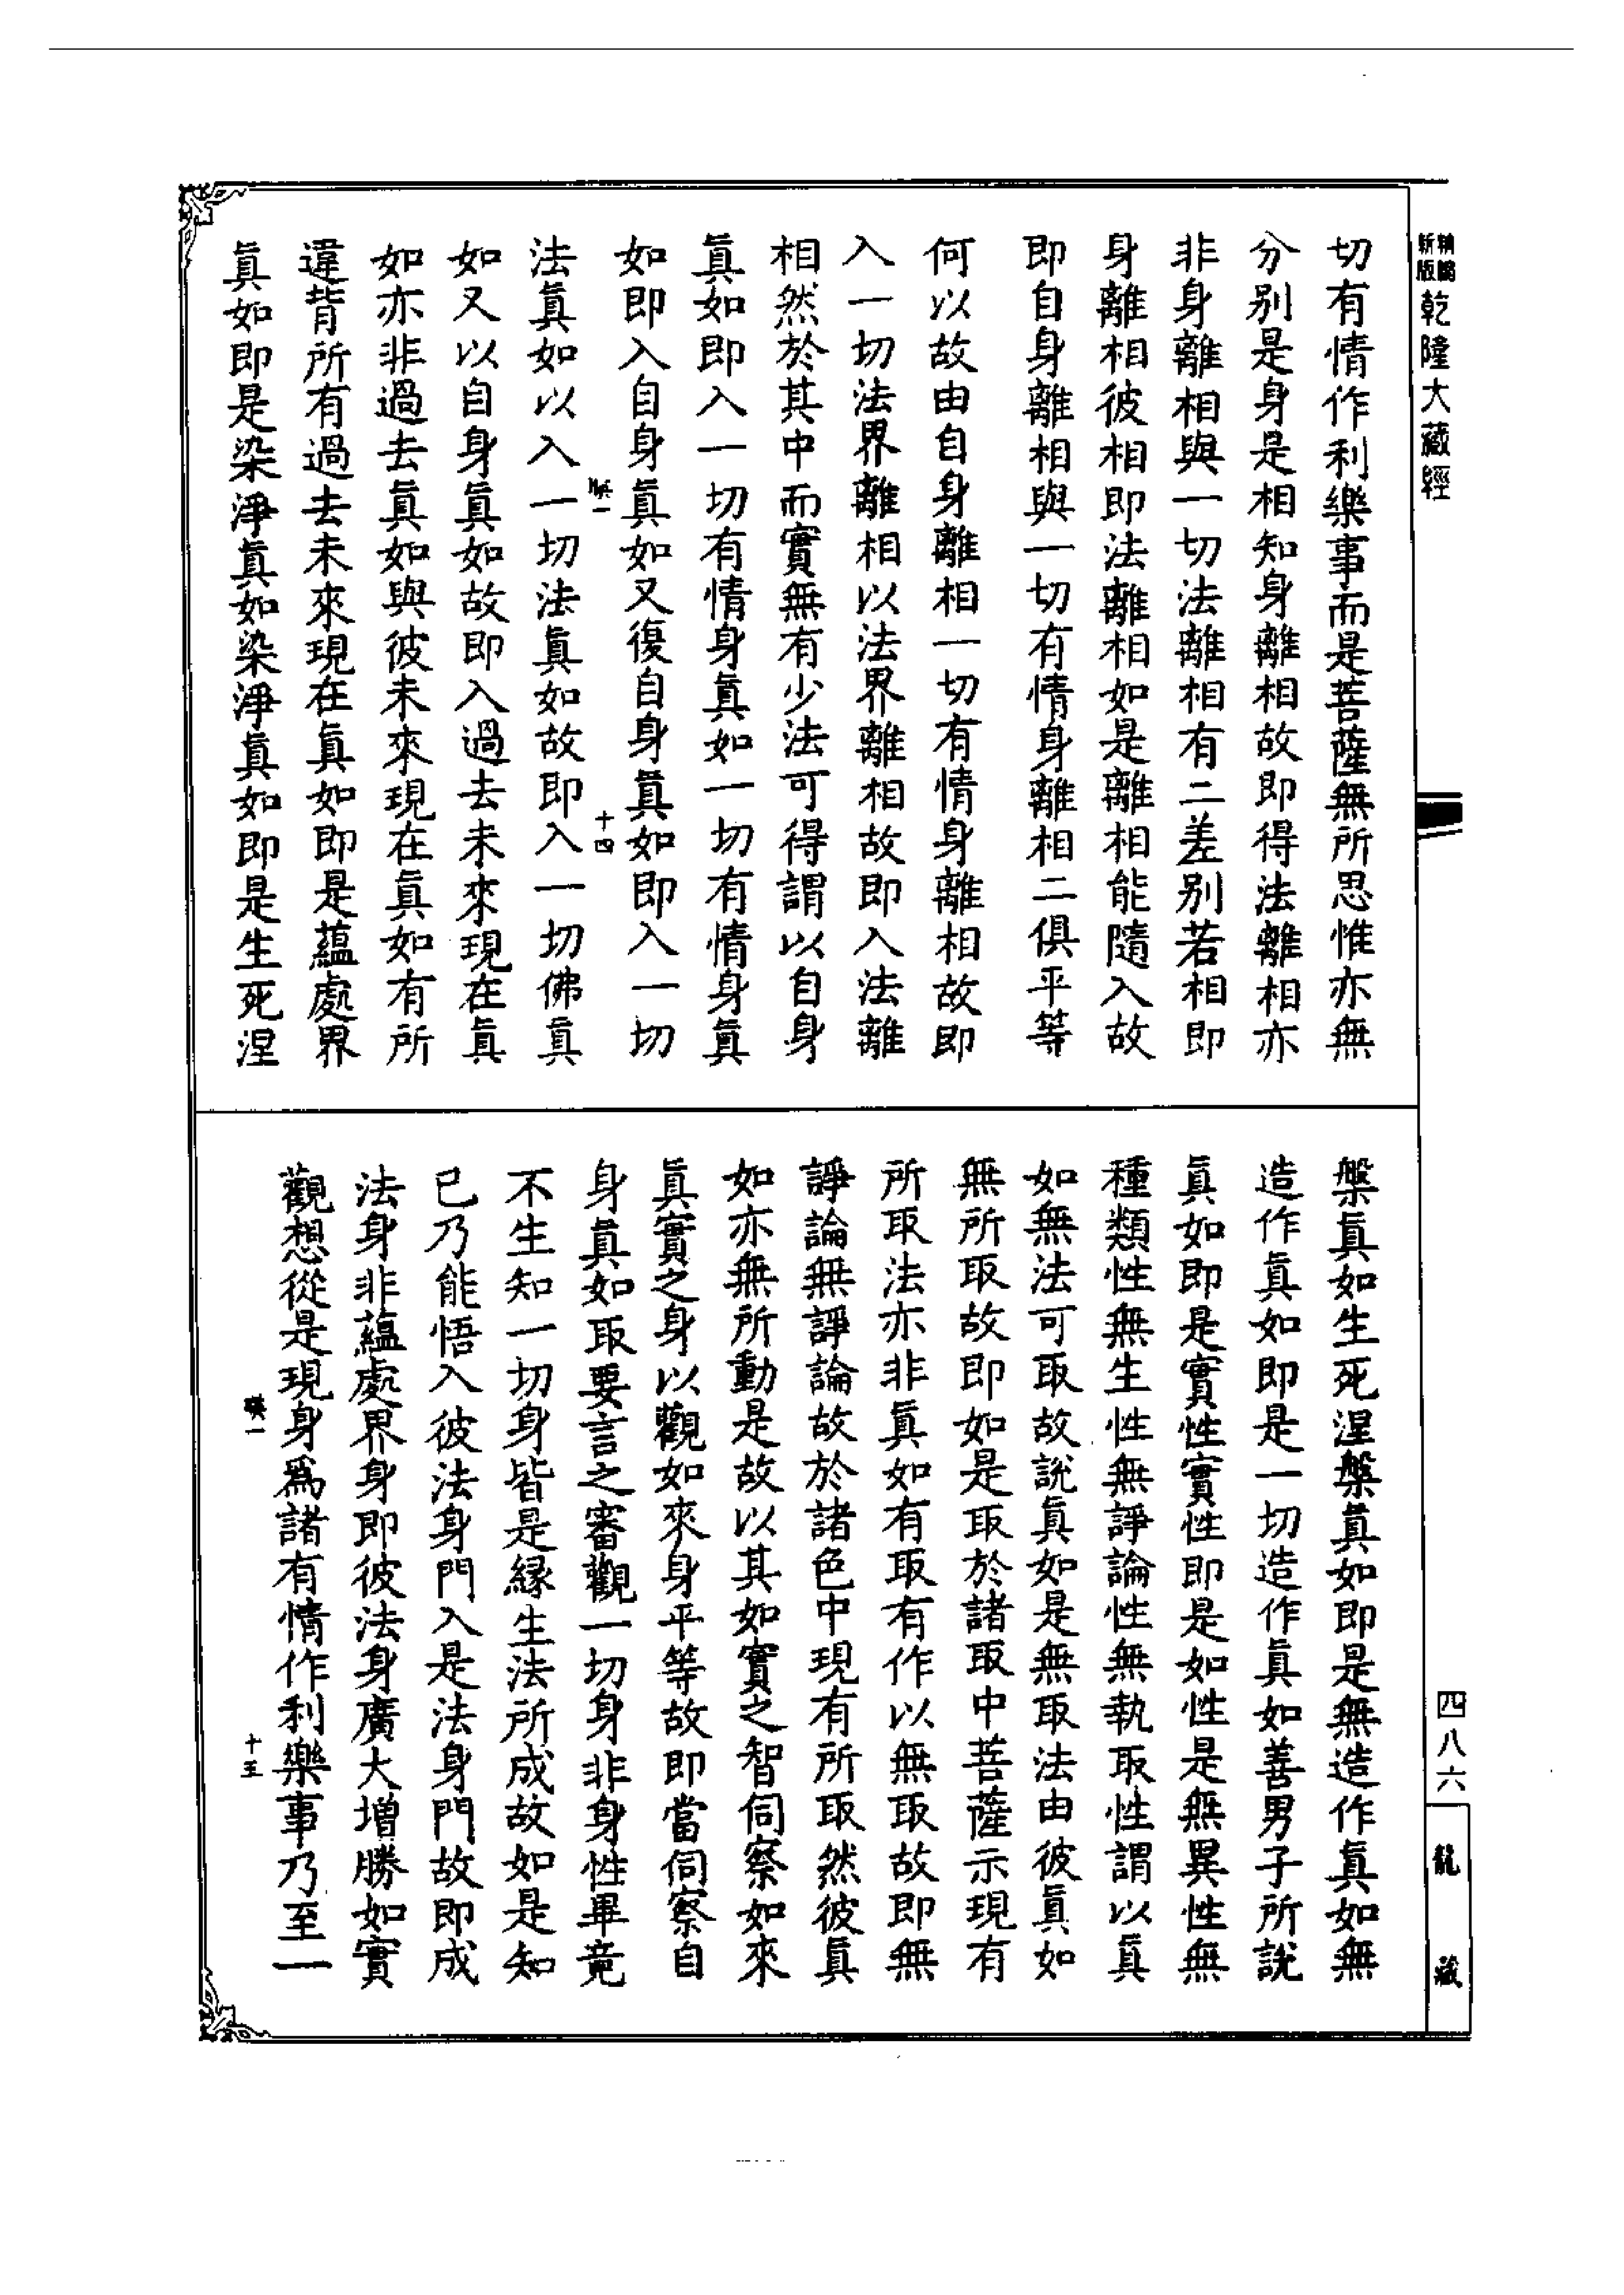 精編新版乾隆大藏經
切有情作利樂事而是菩薩無所思惟亦無
分別是身是相知身離相故即得法離相亦
非身離相與一切法離相有二差別若相即
身離相彼相即法離相如是離相能隨入故
即自身離相與一切有情身離相二俱平等
何以故由自身離相一切有情身離相故即
入一切法界離相以法界離相故即入法離
相然於其中而實無有少法可得謂以自身
真如即入一切有情身真如一切有情身真
如即入自身真如又復自身真如即入一切
十四
法真如以入一切法真如故即入一切佛真
如又以自身真如故即入過去未來現在真
如亦非過去真如與彼未來現在真如有所
違背所有過去未來現在真如即是蘊處界
真如即是染淨真如染淨真如即是生死涅
槃真如生死涅槃真如即是無造作真如無
造作真如即是一切造作真如善男子所說
真如即是實性實性即是如性是無異性無
種類性無生性無諍論性無執取性謂以真
如無法可取故說真如是無取法由彼真如
無所取故即如是取於諸取中菩薩示現有
所取法亦非真如有取有作以無取故即無
諍論無諍論故於諸色中現有所取然彼真
如亦無所動是故以其如實之智伺察如來
真實之身以觀如來身平等故即當伺察自
身真如取要言之審觀一切身非身性畢竟
不生知一切身皆是緣生法所成故如是知
已乃能悟入彼法身門入是法身門故即成
法身非蘊處界身即彼法身廣大增勝如實
觀想從是現身為諸有情作利樂事乃至一
十五
四八六
龍藏